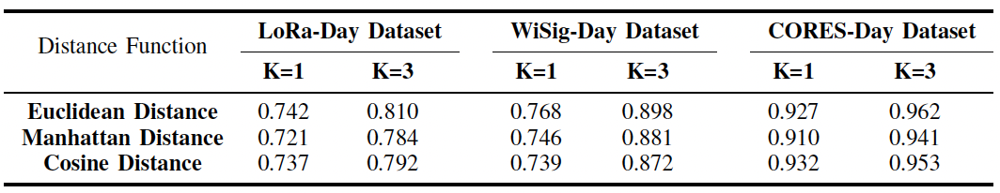 Distance Function LoRa-Day Dataset WiSig-Day Dataset CORES-Day Dataset
K=1 K=3 K=1 K=3 K=1 K=3
Euclidean Distance 0.742 0.810 0.768 0.898 0.927 0.962
Manhattan Distance 0.721 0.784 0.746 0.881 0.910 0.941
Cosine Distance 0.737 0.792 0.739 0.872 0.932 0.953